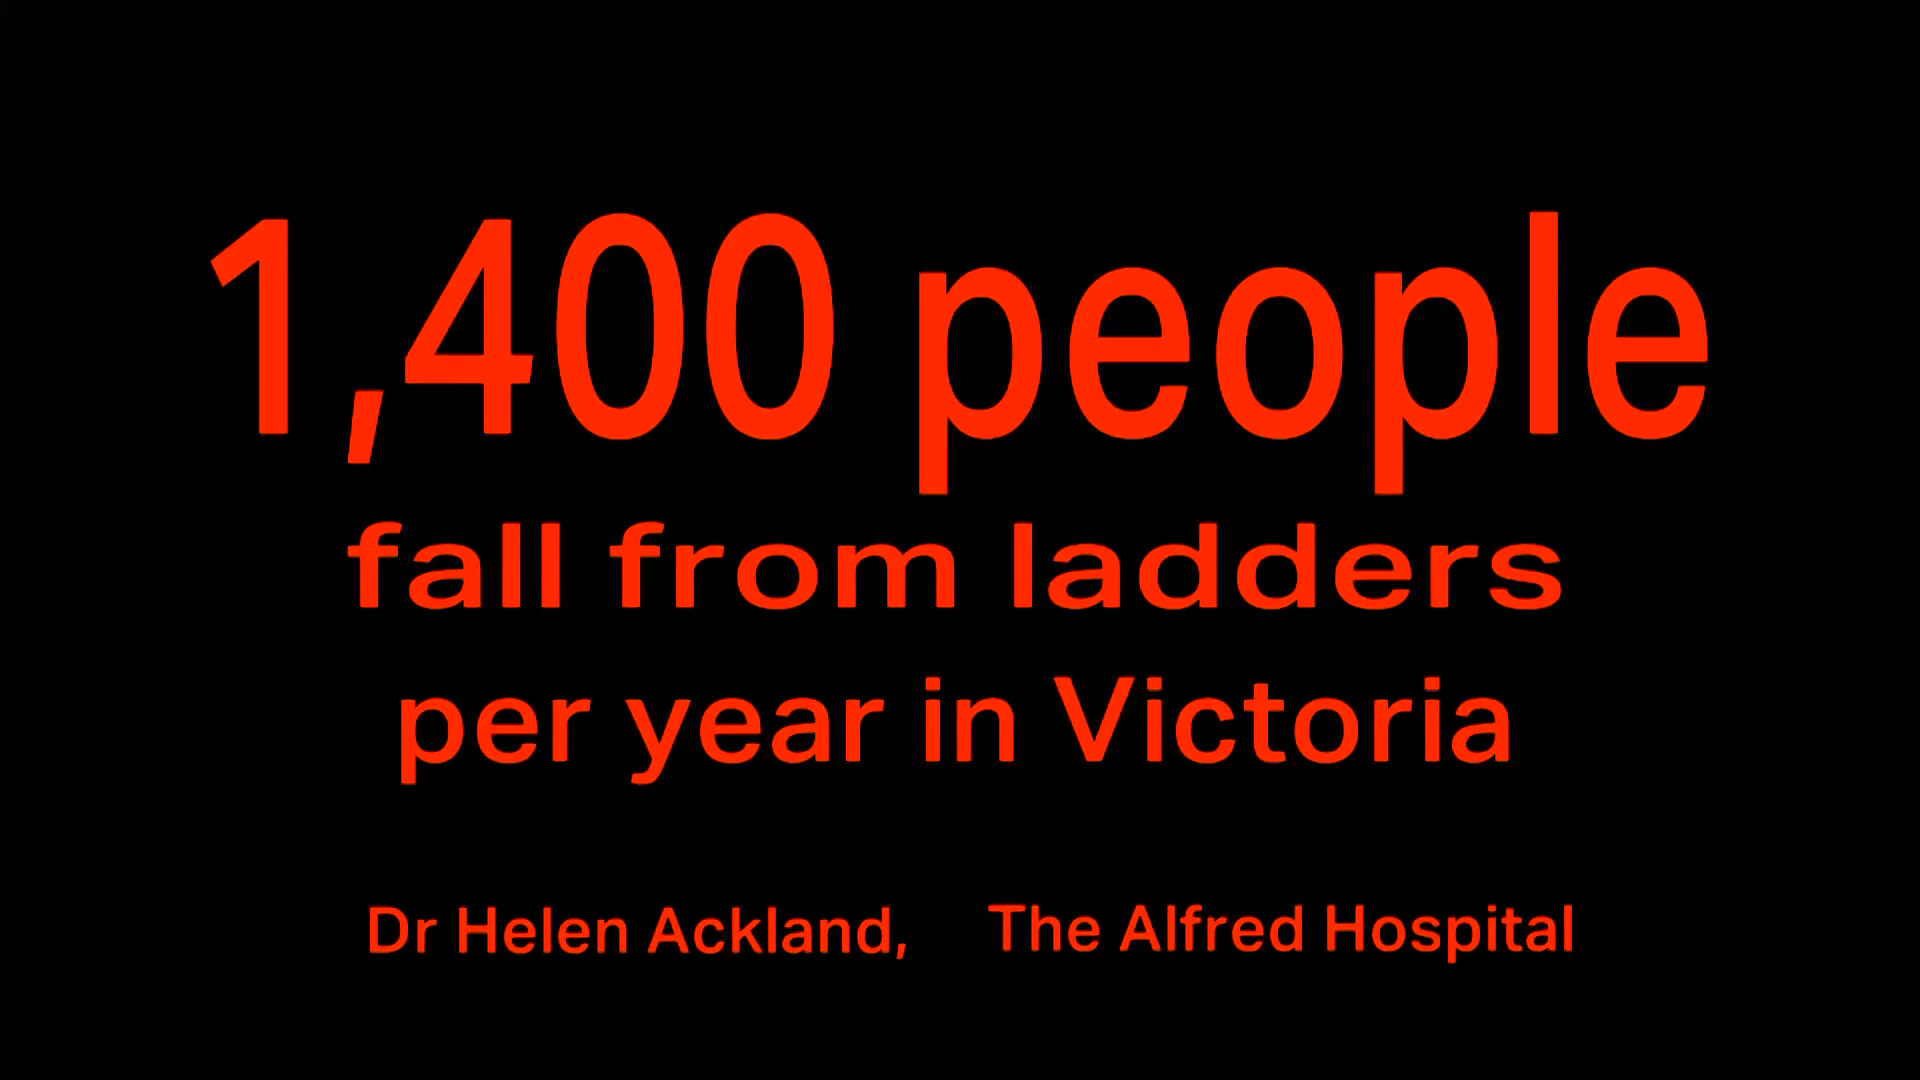 1,400 people
fall from ladders
per year in Victoria
Dr Helen Ackland, The Alfred Hospital